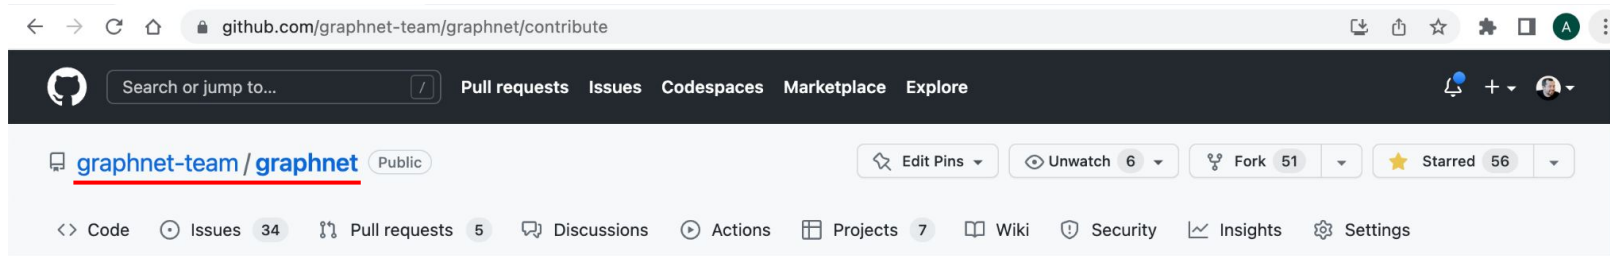 github.com/graphnet-team/graphnet/contribute A
Search or jump to... / Pull requests Issues Codespaces Marketplace Explore
graphnet-team / graphnet Public Edit Pins Unwatch 6 Fork 51 Starred 56
<> Code Issues 34 Pull requests 5 Discussions Actions Projects 7 Wiki Security Insights Settings